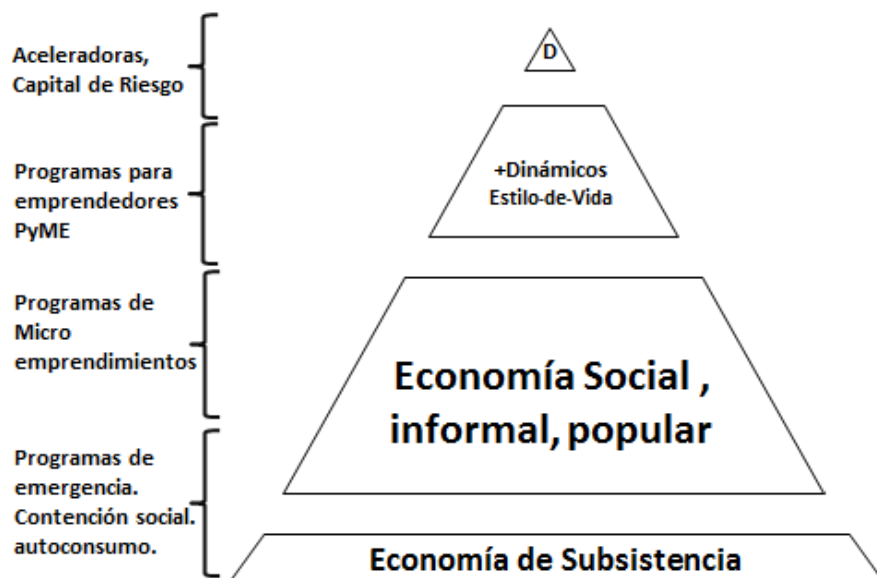 Aceleradoras,
Capital de Riesgo
D
Programas para
emprendedores
PyME
+Dinámicos
Estilo-de-Vida
Programas de
Micro
emprendimientos
Economía Social ,
informal, popular
Programas de
emergencia.
Contención social.
autoconsumo.
Economía de Subsistencia